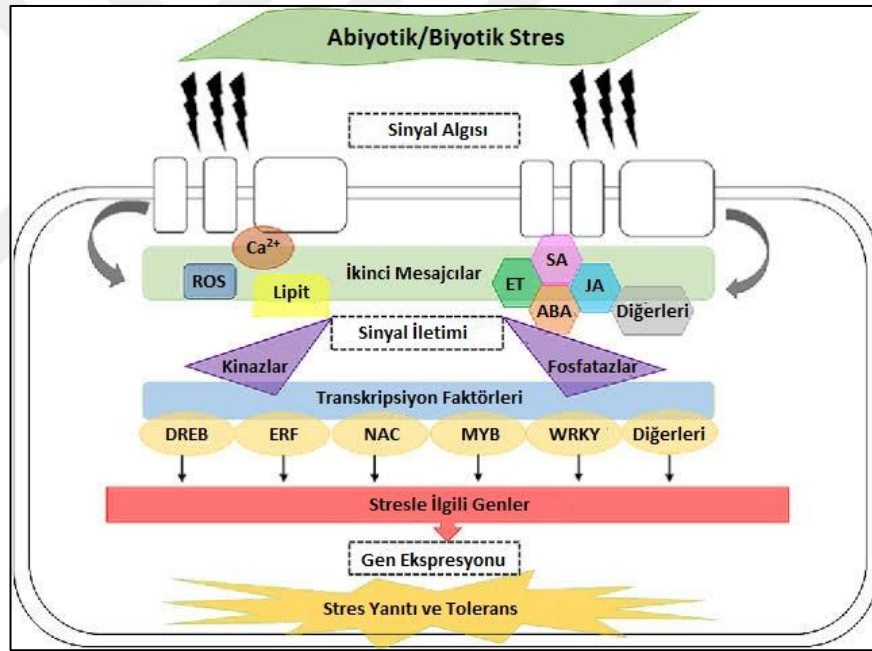 Abiyotik/Biyotik Stres
Sinyal Algısı
Ca²⁺
İkinci Mesajcılar
ROS
Lipit
SA
ET
JA
ABA
Diğerleri
Sinyal İletimi
Kinazlar
Fosfatazlar
Transkripsiyon Faktörleri
DREB
ERF
NAC
MYB
WRKY
Diğerleri
Stresle İlgili Genler
Gen Ekspresyonu
Stres Yanıtı ve Tolerans